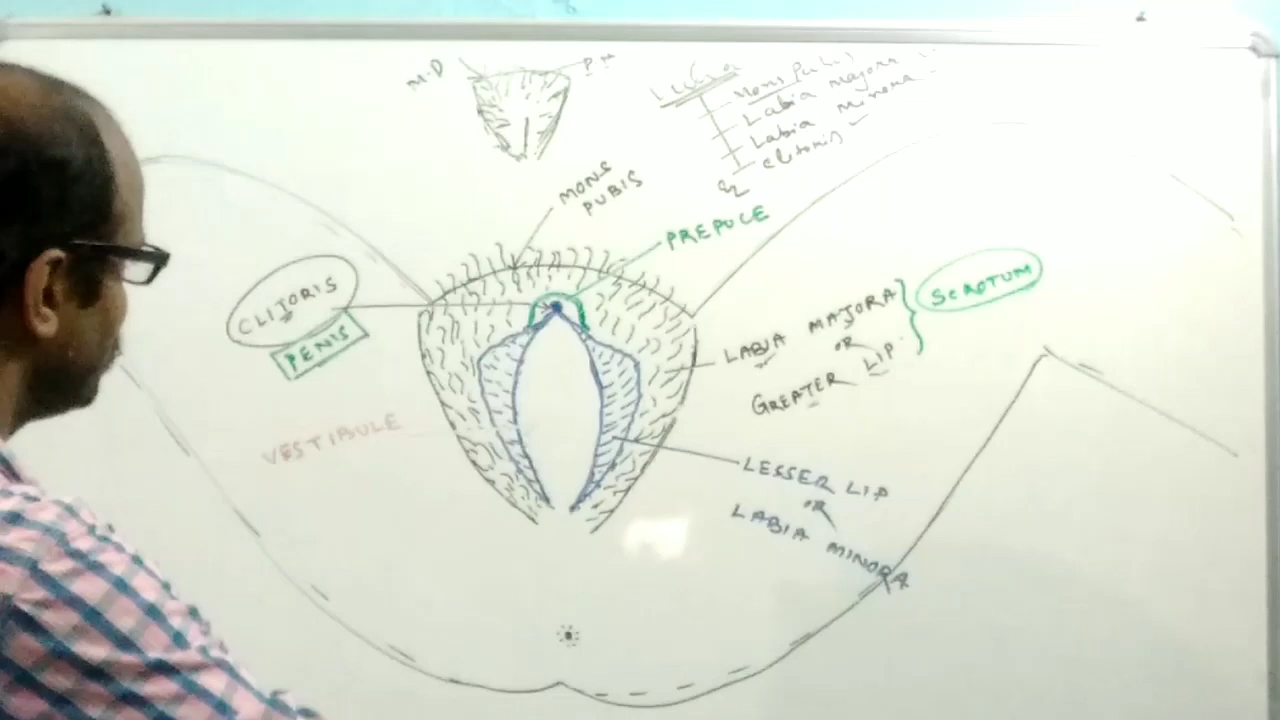 M.D
P.H
Mons Pubis
Labia majora
Labia minora
clitoris
MONS
PUBIS
PREPUCE
CLITORIS
PENIS
SCROTUM
LABIA MAJORA
OR
GREATER LIP
VESTIBULE
LESSER LIP
OR
LABIA MINORA